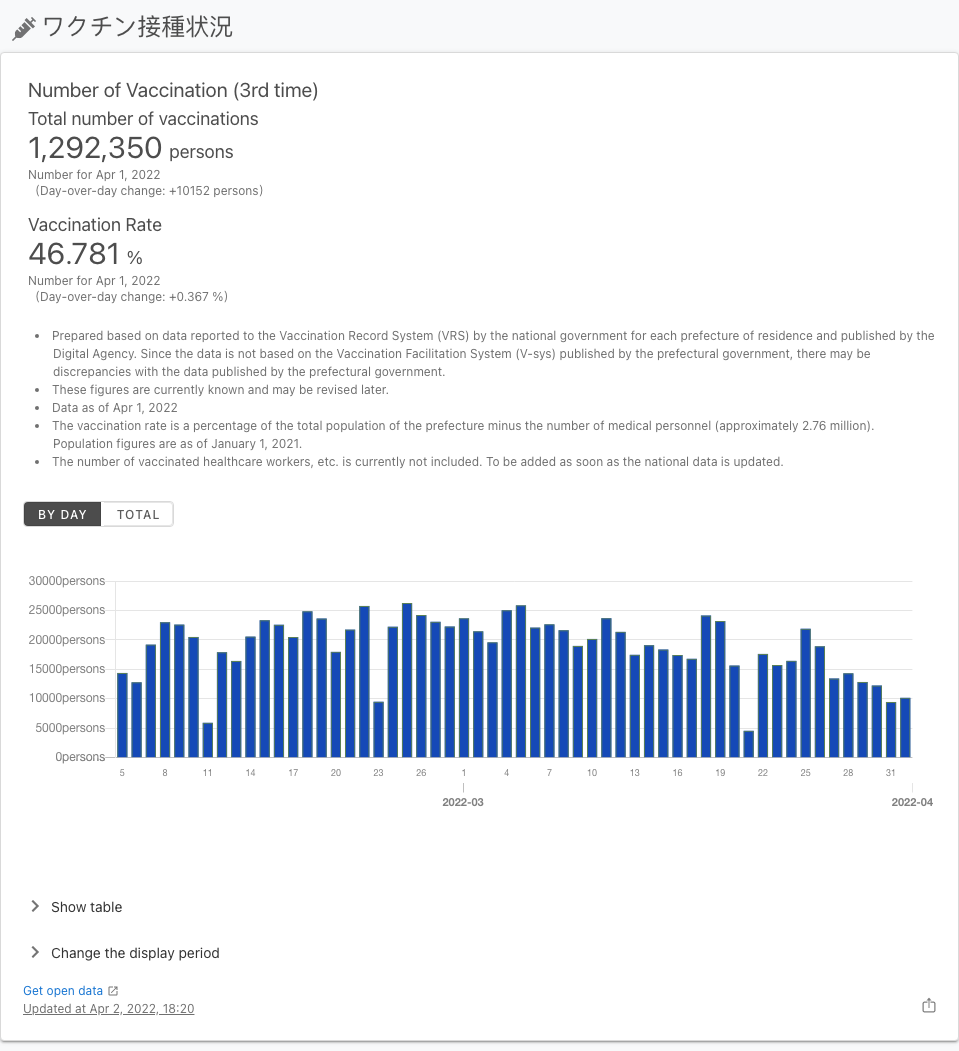 ワクチン接種状況
Number of Vaccination (3rd time)
Total number of vaccinations
1,292,350 persons
Number for Apr 1, 2022
(Day-over-day change: +10152 persons)
Vaccination Rate
46.781 %
Number for Apr 1, 2022
(Day-over-day change: +0.367 %)
• Prepared based on data reported to the Vaccination Record System (VRS) by the national government for each prefecture of residence and published by the
Digital Agency. Since the data is not based on the Vaccination Facilitation System (V-sys) published by the prefectural government, there may be
discrepancies with the data published by the prefectural government.
• These figures are currently known and may be revised later.
• Data as of Apr 1, 2022
• The vaccination rate is a percentage of the total population of the prefecture minus the number of medical personnel (approximately 2.76 million).
Population figures are as of January 1, 2021.
• The number of vaccinated healthcare workers, etc. is currently not included. To be added as soon as the national data is updated.
BY DAY TOTAL
30000persons
25000persons
20000persons
15000persons
10000persons
5000persons
0persons
5 8 11 14 17 20 23 26 1 4 7 10 13 16 19 22 25 28 31
2022-03 2022-04
Show table
Change the display period
Get open data
Updated at Apr 2, 2022, 18:20